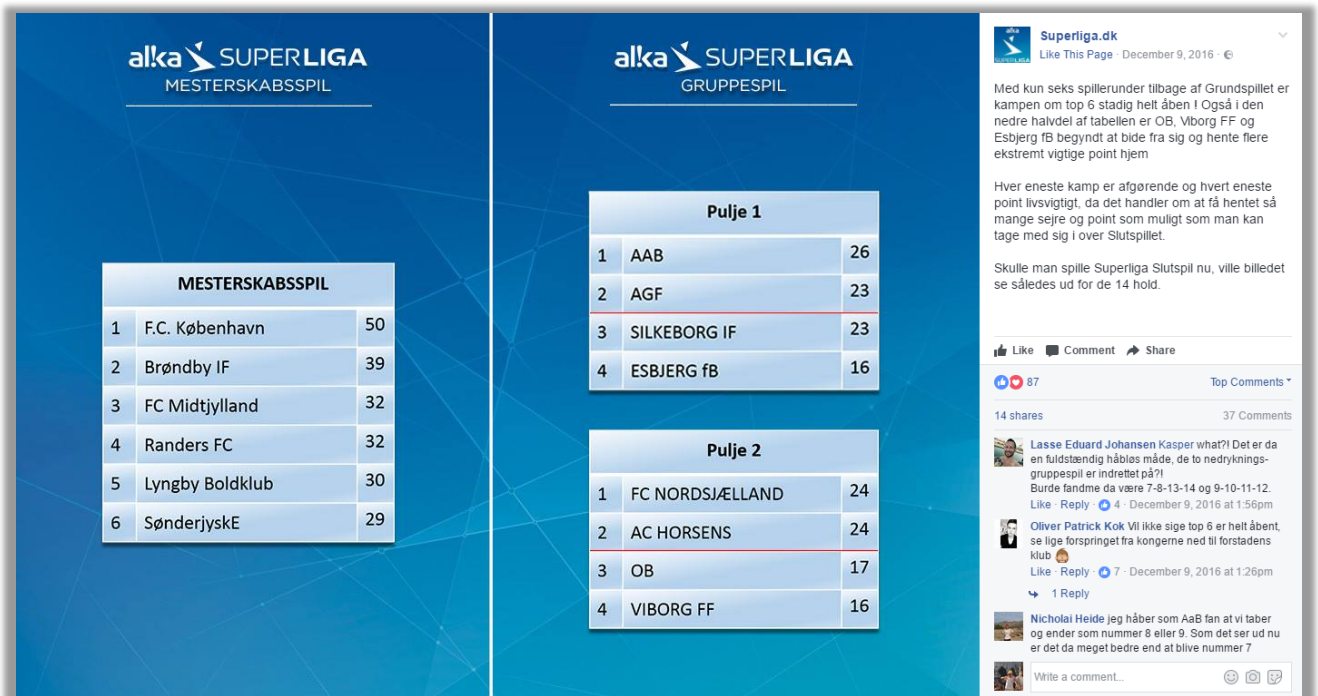 alka SUPERLIGA
MESTERSKABSSPIL
MESTERSKABSSPIL
1 F.C. København 50
2 Brøndby IF 39
3 FC Midtjylland 32
4 Randers FC 32
5 Lyngby Boldklub 30
6 SønderjyskE 29
alka SUPERLIGA
GRUPPESPIL
Pulje 1
1 AAB 26
2 AGF 23
3 SILKEBORG IF 23
4 ESBJERG fB 16
Pulje 2
1 FC NORDSJÆLLAND 24
2 AC HORSENS 24
3 OB 17
4 VIBORG FF 16
alka
SUPERLIGA
Superliga.dk
Like This Page · December 9, 2016 ·
Med kun seks spillerunder tilbage af Grundspillet er
kampen om top 6 stadig helt åben ! Også i den
nedre halvdel af tabellen er OB, Viborg FF og
Esbjerg fB begyndt at bide fra sig og hente flere
ekstremt vigtige point hjem
Hver eneste kamp er afgørende og hvert eneste
point livsvigtigt, da det handler om at få hentet så
mange sejre og point som muligt som man kan
tage med sig i over Slutspillet.
Skulle man spille Superliga Slutspil nu, ville billedet
se således ud for de 14 hold.
Like Comment Share
87 Top Comments
14 shares 37 Comments
Lasse Eduard Johansen Kasper what?! Det er da
en fuldstændig håbløs måde, de to nedryknings-
gruppespil er indrettet på?!
Burde fandme da være 7-8-13-14 og 9-10-11-12.
Like · Reply · 4 · December 9, 2016 at 1:56pm
Oliver Patrick Kok Vil ikke sige top 6 er helt åbent,
se lige forspringet fra kongerne ned til forstadens
klub
Like · Reply · 7 · December 9, 2016 at 1:26pm
1 Reply
Nicholai Heide jeg håber som AaB fan at vi taber
og ender som nummer 8 eller 9. Som det ser ud nu
er det da meget bedre end at blive nummer 7
Write a comment...